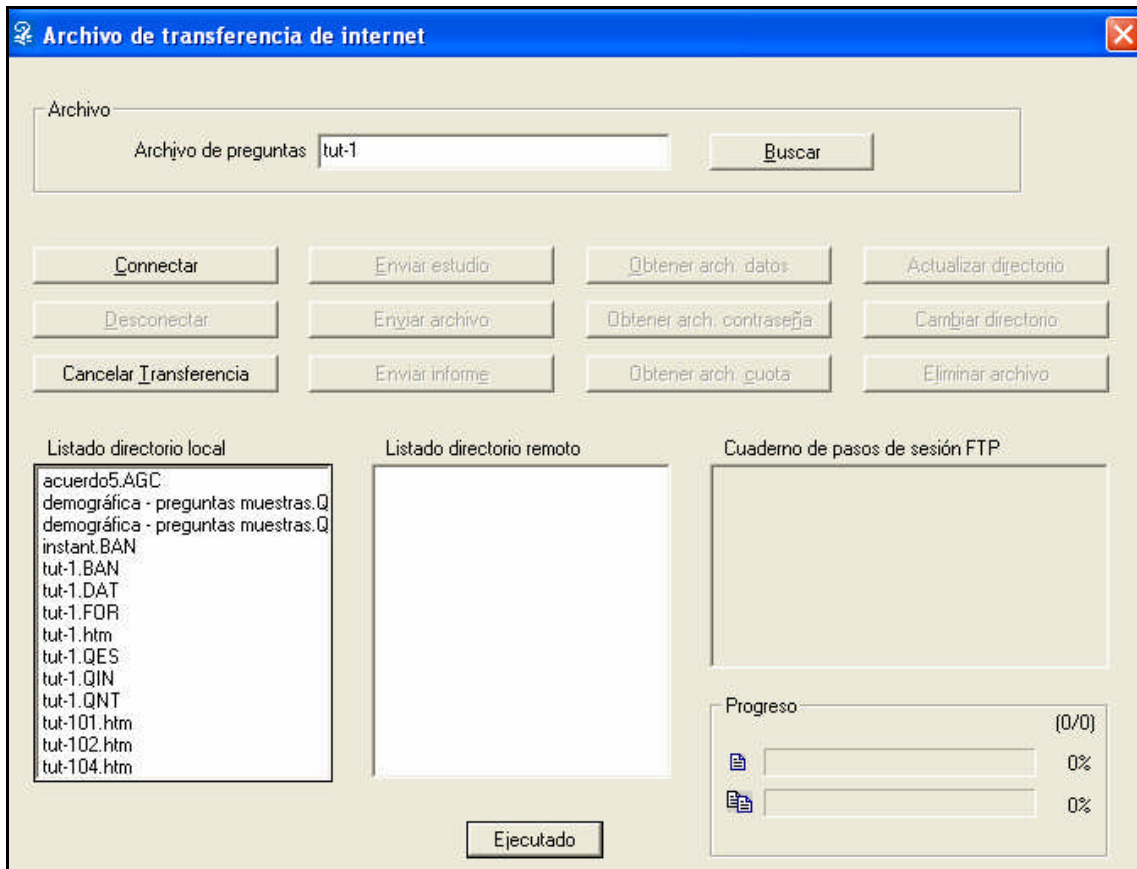 Archivo de transferencia de internet
Archivo
Archivo de preguntas tut-1 Buscar
Connectar Enviar estudio Obtener arch. datos Actualizar directorio
Desconectar Enviar archivo Obtener arch. contraseña Cambiar directorio
Cancelar Transferencia Enviar informe Obtener arch. cuota Eliminar archivo
Listado directorio local
acuerdo5.AGC
demográfica - preguntas muestras.Q
demográfica - preguntas muestras.Q
instant.BAN
tut-1.BAN
tut-1.DAT
tut-1.FOR
tut-1.htm
tut-1.QES
tut-1.QIN
tut-1.QNT
tut-101.htm
tut-102.htm
tut-104.htm
Listado directorio remoto
Cuaderno de pasos de sesión FTP
Progreso
(0/0)
0%
0%
Ejecutado